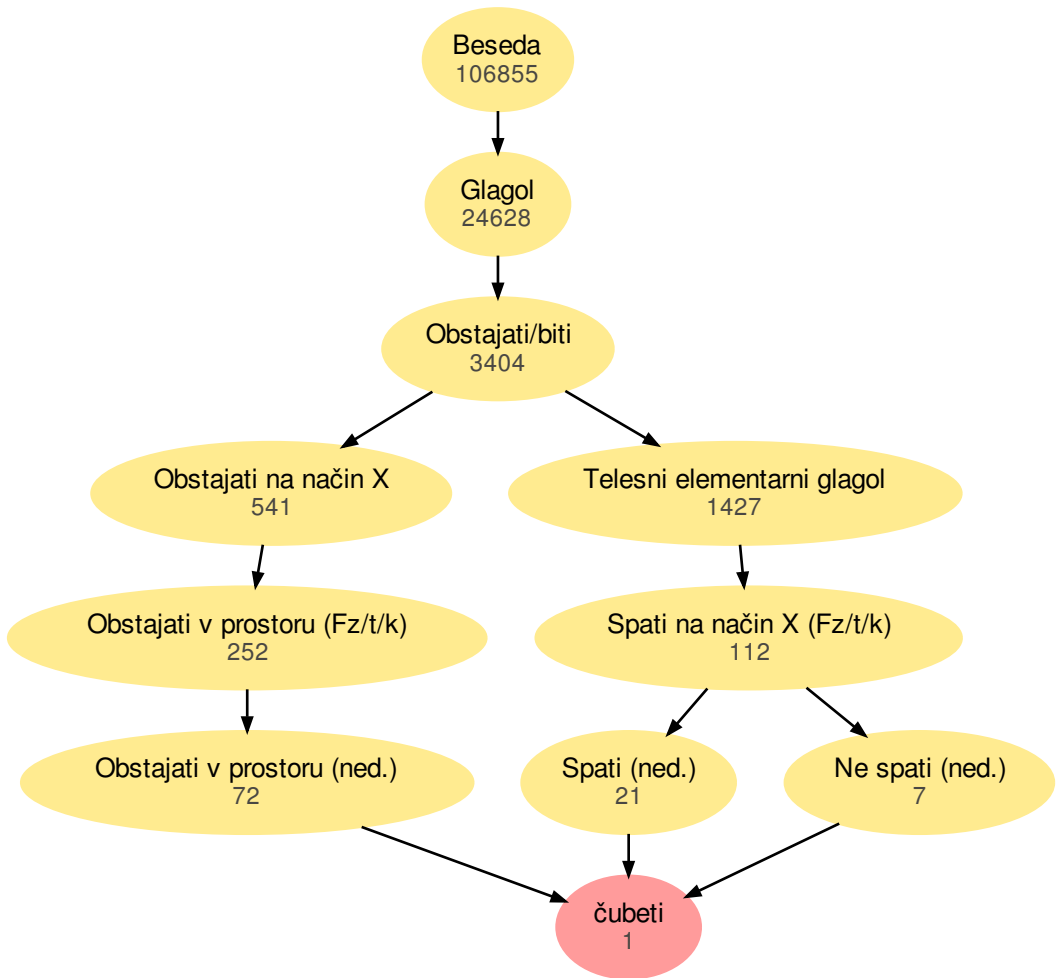 Beseda
106855
Glagol
24628
Obstajati/biti
3404
Obstajati na način X
541
Telesni elementarni glagol
1427
Obstajati v prostoru (Fz/t/k)
252
Spati na način X (Fz/t/k)
112
Obstajati v prostoru (ned.)
72
Spati (ned.)
21
Ne spati (ned.)
7
čubeti
1